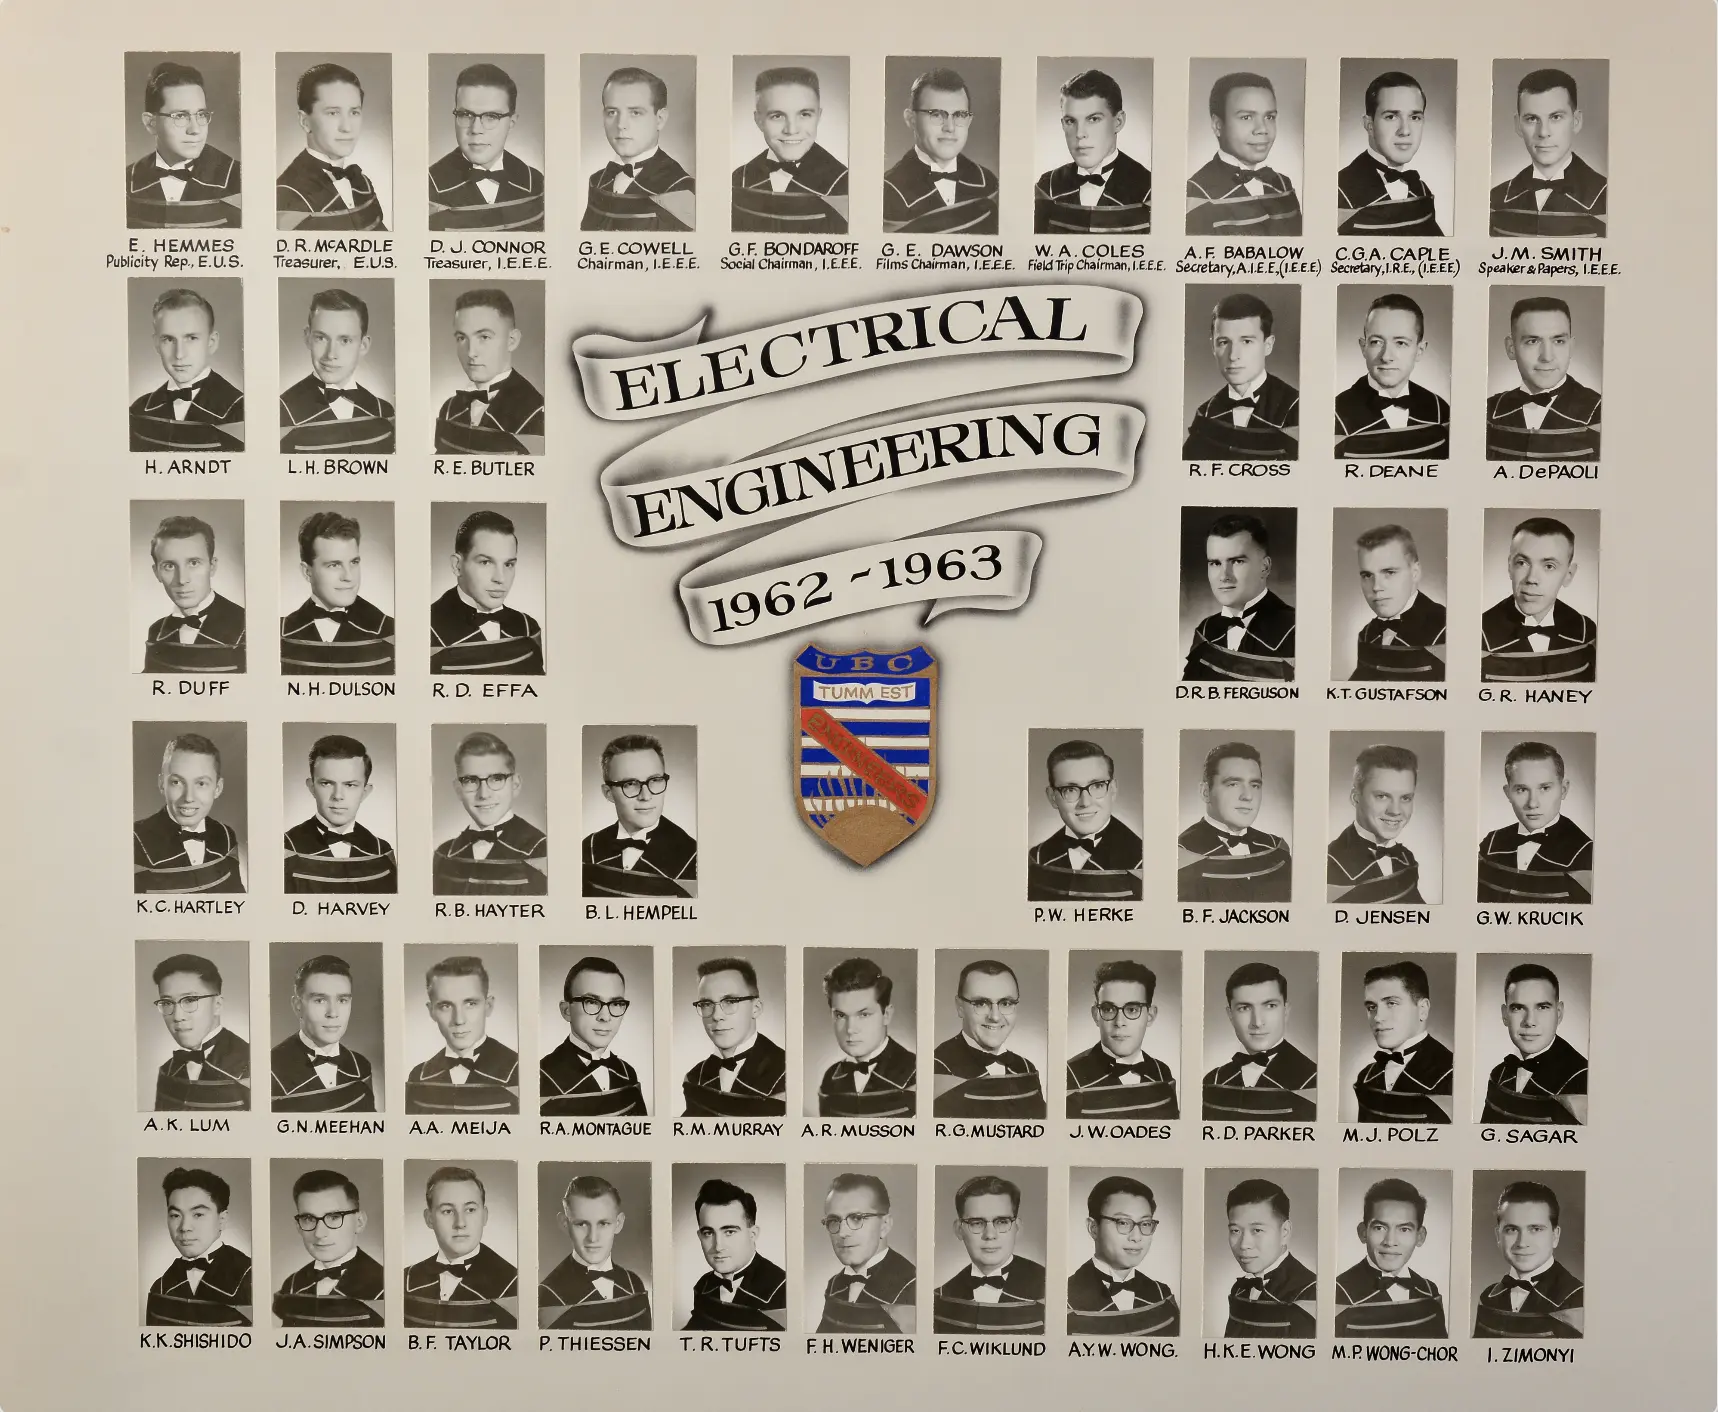 E. HEMMES
Publicity Rep., E.U.S.
D. R. McARDLE
Treasurer, E.U.S.
D. J. CONNOR
Treasurer, I.E.E.E.
G. E. COWELL
Chairman, I.E.E.E.
G. F. BONDAROFF
Social Chairman, I.E.E.E.
G. E. DAWSON
Films Chairman, I.E.E.E.
W. A. COLES
Field Trip Chairman, I.E.E.E.
A. F. BABALOW
Secretary, A.I.E.E., (I.E.E.E.)
C.G.A. CAPLE
Secretary, I.R.E., (I.E.E.E.)
J. M. SMITH
Speaker & Papers, I.E.E.E.
ELECTRICAL
ENGINEERING
1962 ~ 1963
H. ARNDT
L. H. BROWN
R. E. BUTLER
R. F. CROSS
R. DEANE
A. DePAOLI
R. DUFF
N. H. DULSON
R. D. EFFA
D.R.B. FERGUSON
K.T. GUSTAFSON
G. R. HANEY
UBC
TUMM EST
ENGINEERS
K. C. HARTLEY
D. HARVEY
R. B. HAYTER
B. L. HEMPELL
P.W. HERKE
B. F. JACKSON
D. JENSEN
G.W. KRUCIK
A. K. LUM
G. N. MEEHAN
A.A. MEIJA
R. A. MONTAGUE
R. M. MURRAY
A. R. MUSSON
R. G. MUSTARD
J. W. OADES
R. D. PARKER
M. J. POLZ
G. SAGAR
K.K. SHISHIDO
J. A. SIMPSON
B. F. TAYLOR
P. THIESSEN
T. R. TUFTS
F. H. WENIGER
F. C. WIKLUND
A.Y.W. WONG.
H. K. E. WONG
M. P. WONG-CHOR
I. ZIMONYI